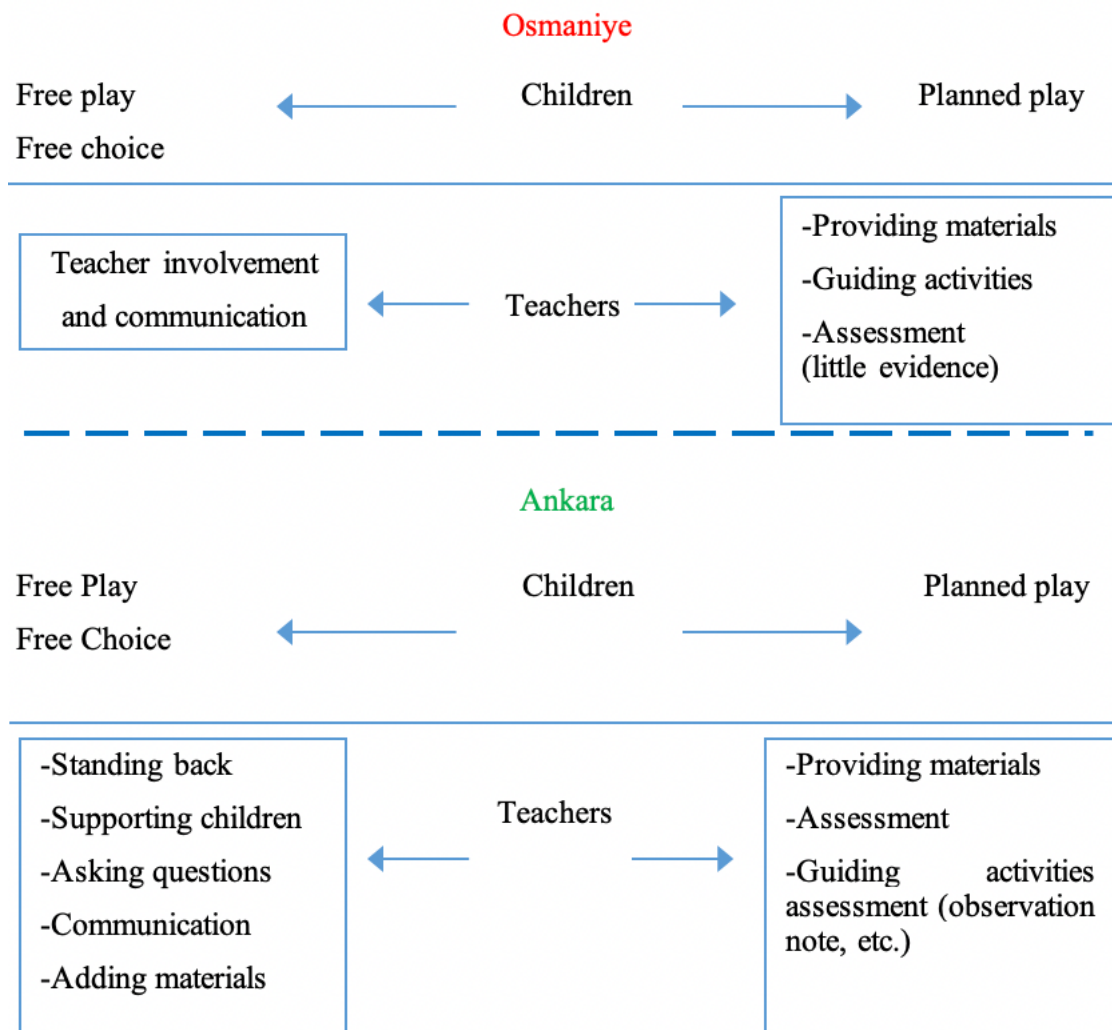 Osmaniye
Free play
Children
Planned play
Free choice
Teacher involvement
and communication
Teachers
-Providing materials
-Guiding activities
-Assessment
(little evidence)
Ankara
Free Play
Children
Planned play
Free Choice
-Standing back
-Supporting children
-Asking questions
-Communication
-Adding materials
Teachers
-Providing materials
-Assessment
-Guiding activities
assessment (observation
note, etc.)